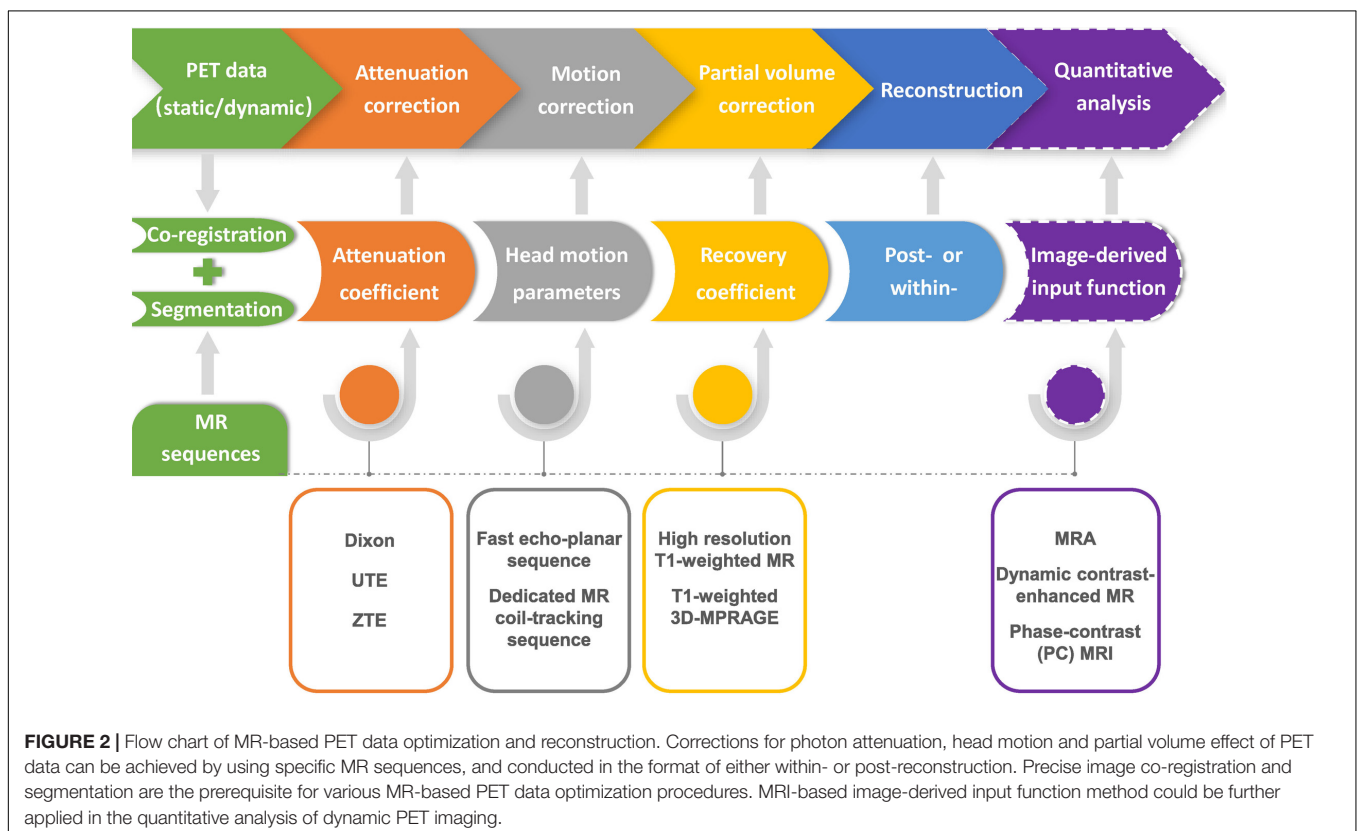 PET data
(static/dynamic)
Attenuation
correction
Motion
correction
Partial volume
correction
Reconstruction
Quantitative
analysis
Co-registration
Segmentation
Attenuation
coefficient
Head motion
parameters
Recovery
coefficient
Post- or
within-
Image-derived
input function
MR
sequences
Dixon
UTE
ZTE
Fast echo-planar
sequence
Dedicated MR
coil-tracking
sequence
High resolution
T1-weighted MR
T1-weighted
3D-MPRAGE
MRA
Dynamic contrast-
enhanced MR
Phase-contrast
(PC) MRI
FIGURE 2 | Flow chart of MR-based PET data optimization and reconstruction. Corrections for photon attenuation, head motion and partial volume effect of PET
data can be achieved by using specific MR sequences, and conducted in the format of either within- or post-reconstruction. Precise image co-registration and
segmentation are the prerequisite for various MR-based PET data optimization procedures. MRI-based image-derived input function method could be further
applied in the quantitative analysis of dynamic PET imaging.